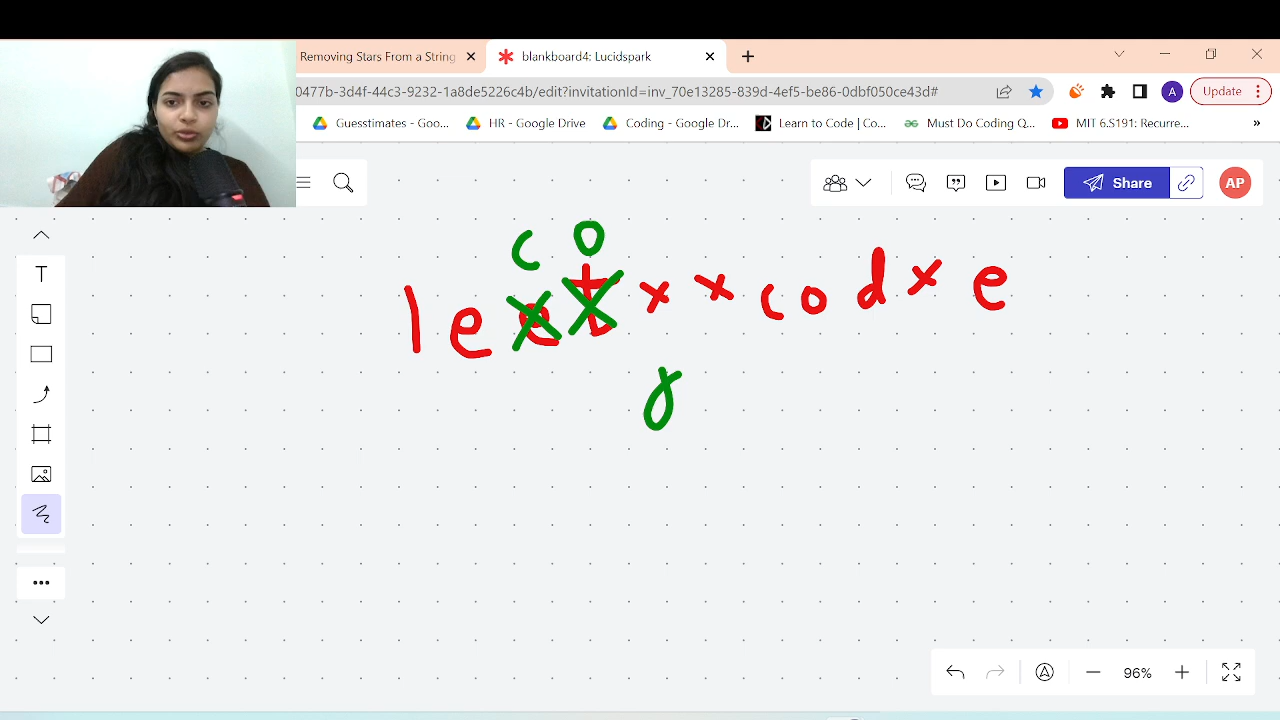 Removing Stars From a String
blankboard4: Lucidspark
0477b-3d4f-44c3-9232-1a80e5226c4b/edit?invitationId=inv_70e13285-839d-4ef5-be86-0dbf050ce43d#
A
Update
Guesstimates - Goo...
HR - Google Drive
Coding - Google Dr...
Learn to Code | Co...
Must Do Coding Q...
MIT 6.S191: Recurre...
»
Share
AP
T
c o
l e e t x x c o d x e
96%